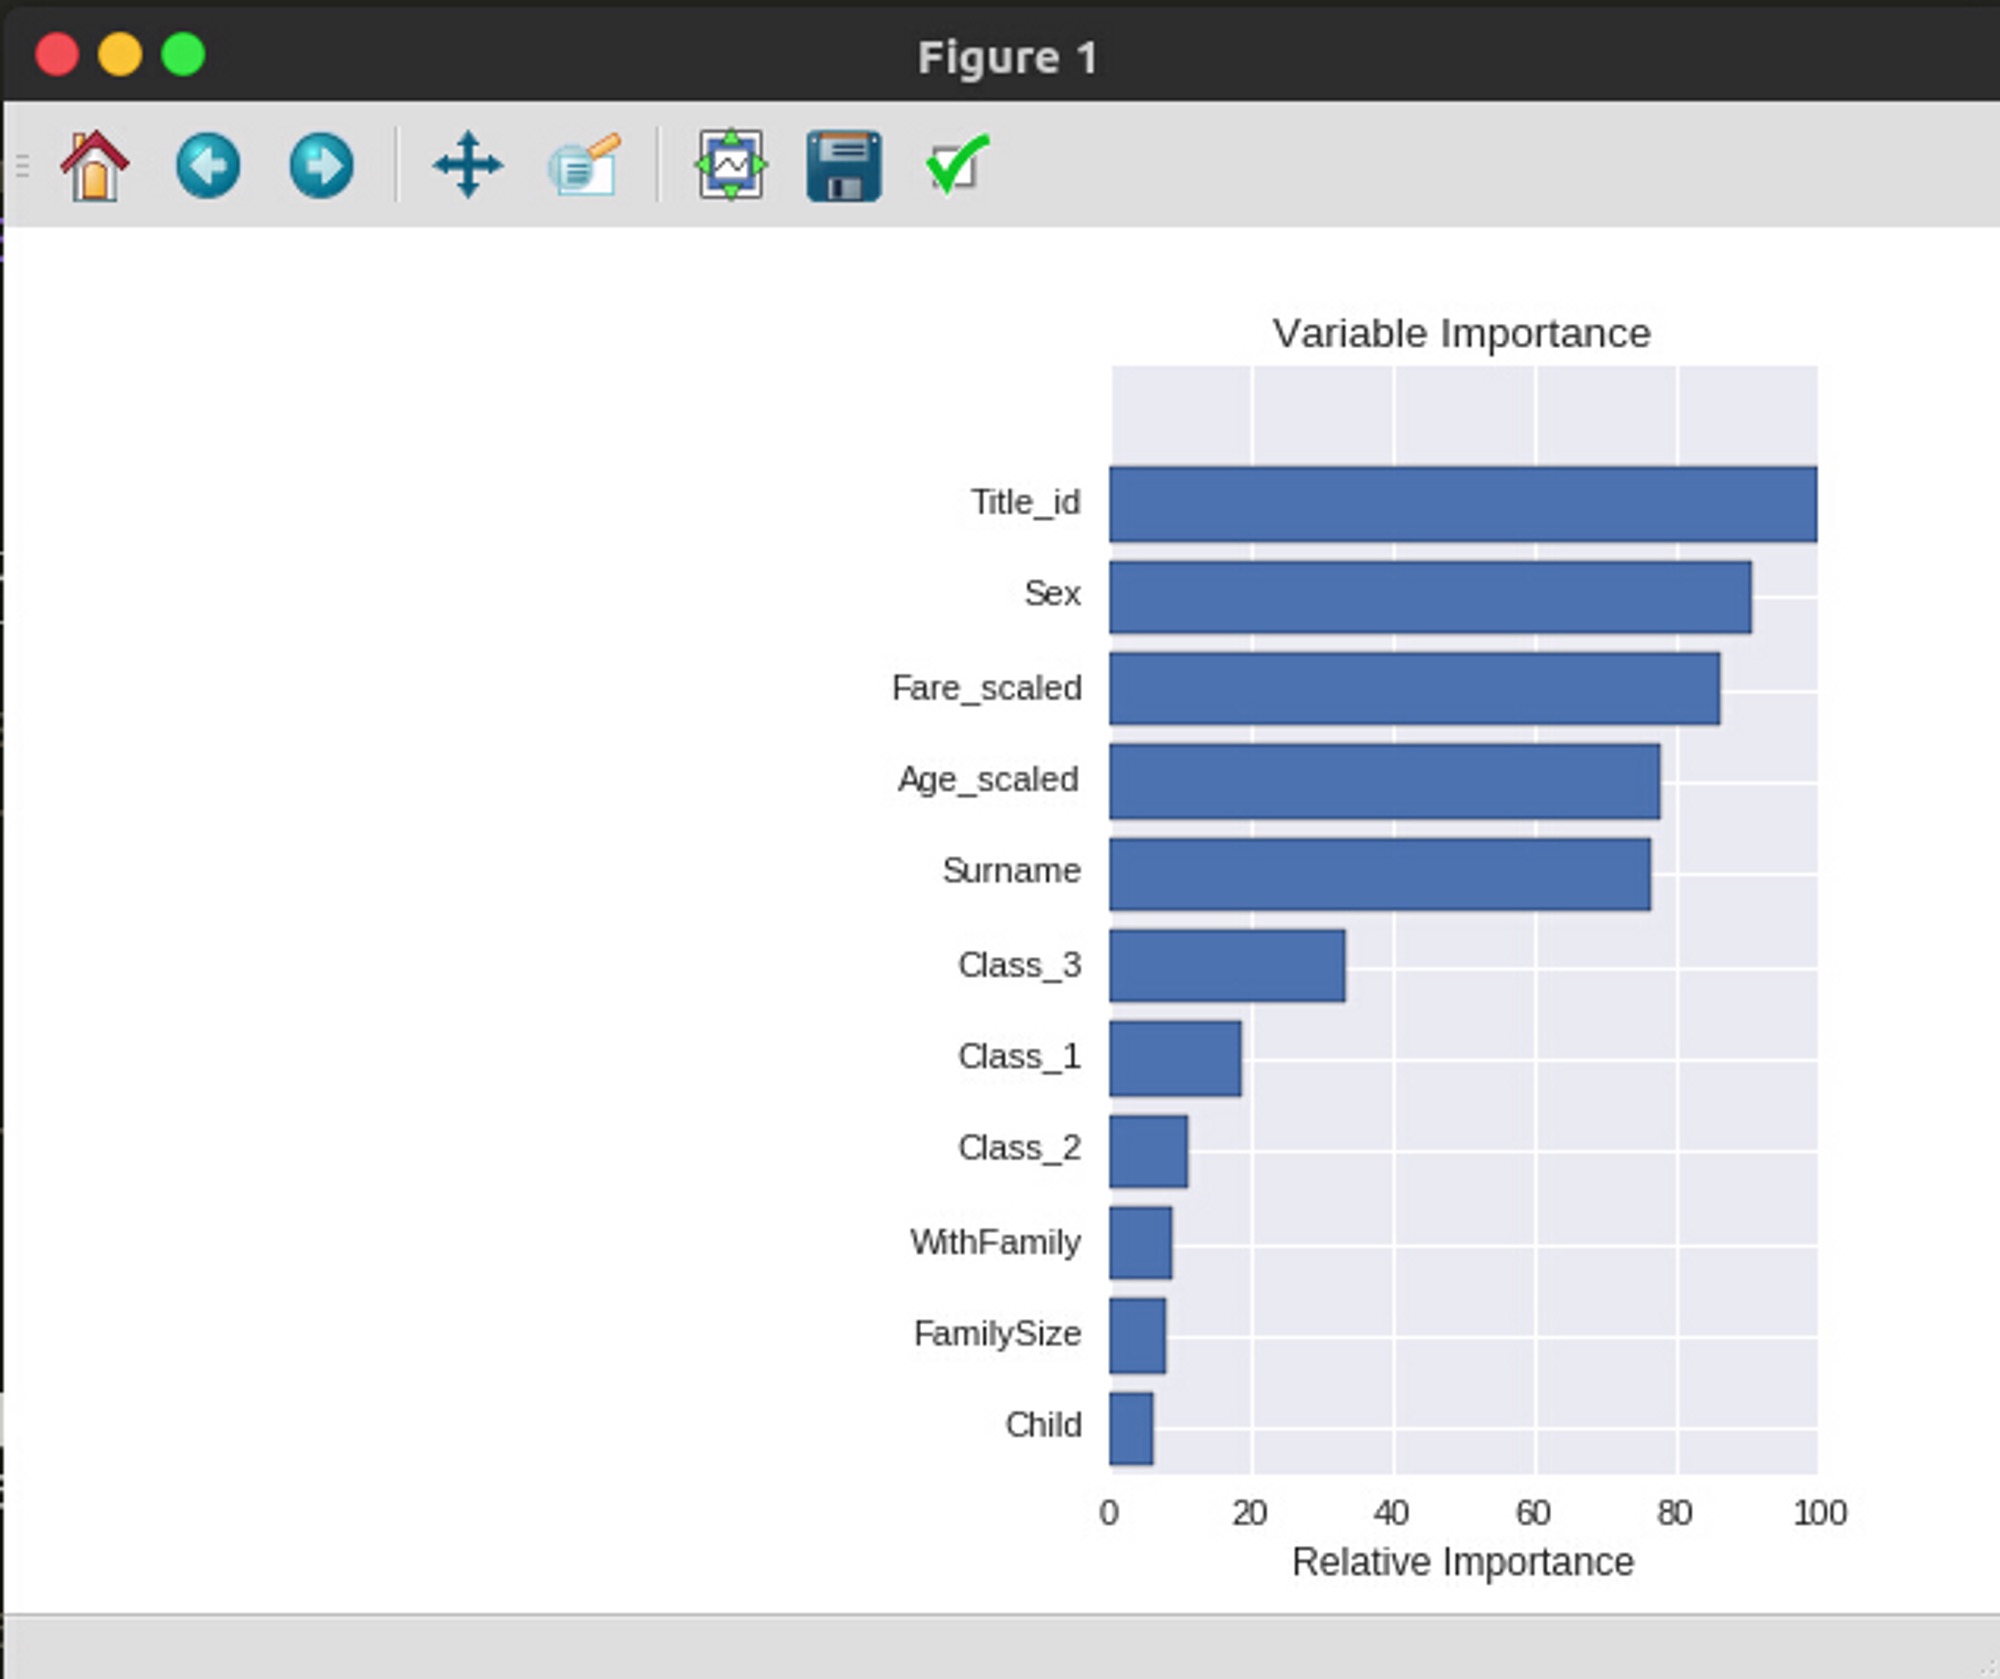 Figure 1
Variable Importance
Title_id
Sex
Fare_scaled
Age_scaled
Surname
Class_3
Class_1
Class_2
WithFamily
FamilySize
Child
0 20 40 60 80 100
Relative Importance